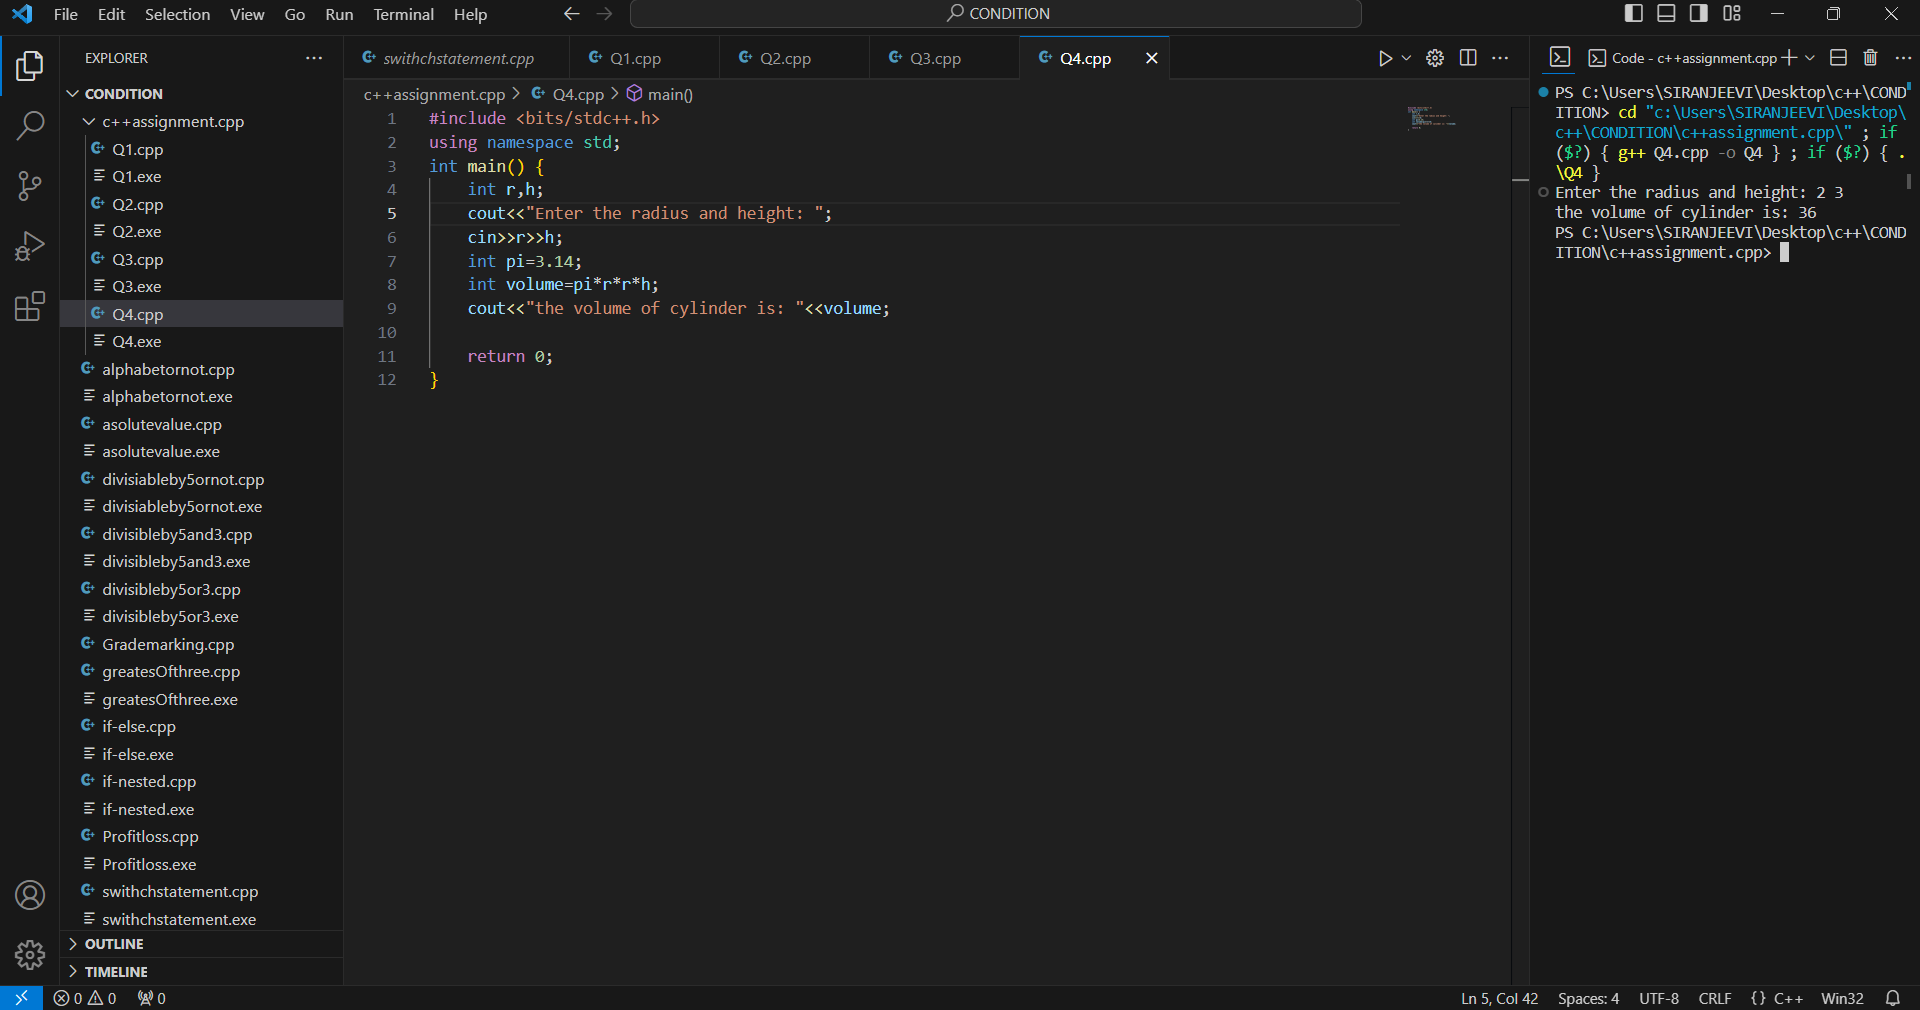 File Edit Selection View Go Run Terminal Help
CONDITION
EXPLORER
CONDITION
c++assignment.cpp
Q1.cpp
Q1.exe
Q2.cpp
Q2.exe
Q3.cpp
Q3.exe
Q4.cpp
Q4.exe
alphabetornot.cpp
alphabetornot.exe
asolutevalue.cpp
asolutevalue.exe
divisiableby5ornot.cpp
divisiableby5ornot.exe
divisibleby5and3.cpp
divisibleby5and3.exe
divisibleby5or3.cpp
divisibleby5or3.exe
Grademarking.cpp
greatesOfthree.cpp
greatesOfthree.exe
if-else.cpp
if-else.exe
if-nested.cpp
if-nested.exe
Profitloss.cpp
Profitloss.exe
swithchstatement.cpp
swithchstatement.exe
OUTLINE
TIMELINE
swithchstatement.cpp Q1.cpp Q2.cpp Q3.cpp Q4.cpp
c++assignment.cpp > Q4.cpp > main()
1 #include <bits/stdc++.h>
2 using namespace std;
3 int main() {
4 int r,h;
5 cout<<"Enter the radius and height: ";
6 cin>>r>>h;
7 int pi=3.14;
8 int volume=pi*r*r*h;
9 cout<<"the volume of cylinder is: "<<volume;
10
11 return 0;
12 }
Code - c++assignment.cpp
PS C:\Users\SIRANJEEVI\Desktop\c++\COND
ITION> cd "c:\Users\SIRANJEEVI\Desktop\
c++\CONDITION\c++assignment.cpp\" ; if
($?) { g++ Q4.cpp -o Q4 } ; if ($?) { .
\Q4 }
Enter the radius and height: 2 3
the volume of cylinder is: 36
PS C:\Users\SIRANJEEVI\Desktop\c++\COND
ITION\c++assignment.cpp>
0 0 0
Ln 5, Col 42 Spaces: 4 UTF-8 CRLF {} C++ Win32